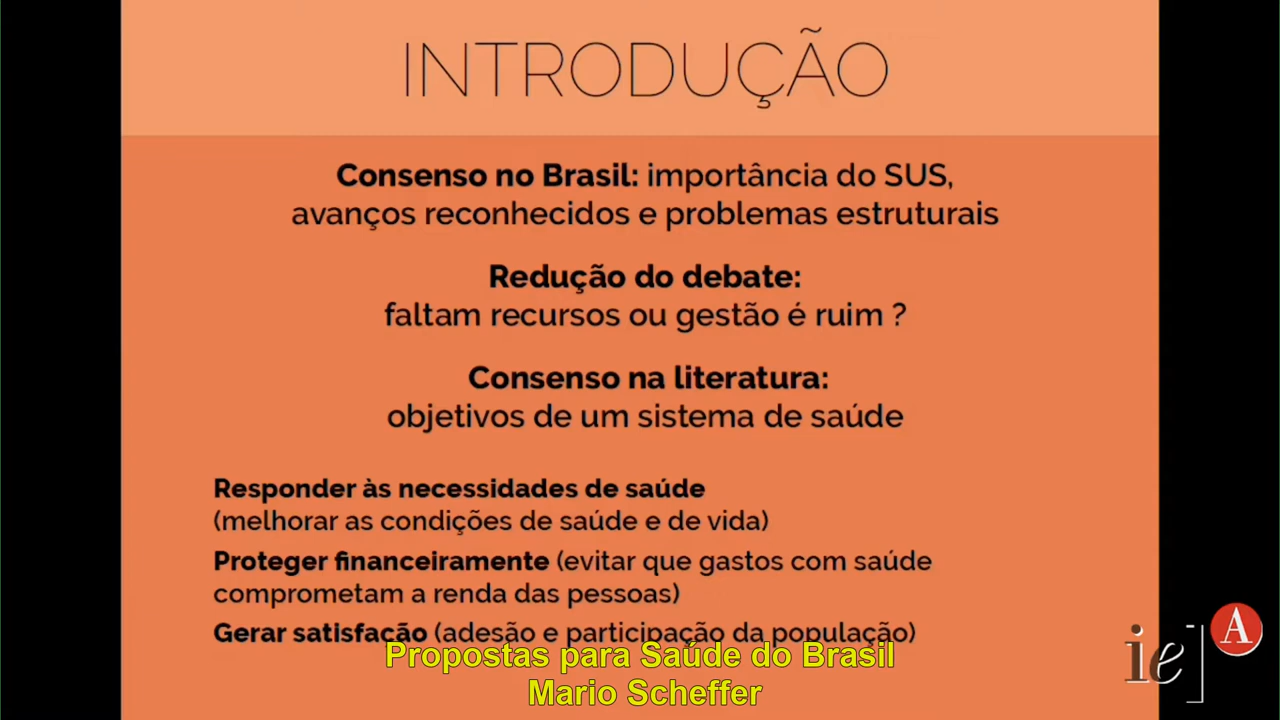 INTRODUÇÃO
Consenso no Brasil: importância do SUS,
avanços reconhecidos e problemas estruturais
Redução do debate:
faltam recursos ou gestão é ruim ?
Consenso na literatura:
objetivos de um sistema de saúde
Responder às necessidades de saúde
(melhorar as condições de saúde e de vida)
Proteger financeiramente (evitar que gastos com saúde
comprometam a renda das pessoas)
Gerar satisfação (adesão e participação da população)
Propostas para Saúde do Brasil
Mario Scheffer
ie] A